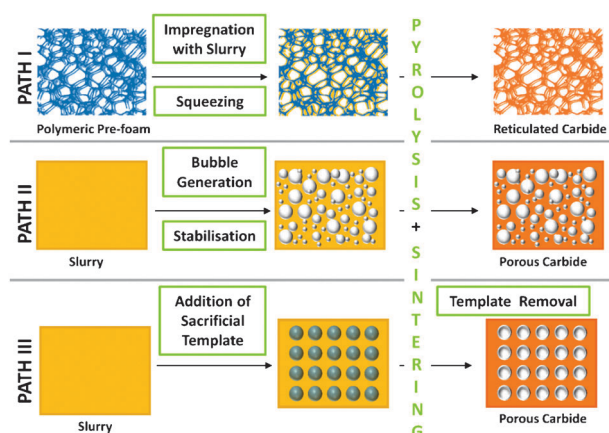 PATH I
Impregnation
with Slurry
Squeezing
Polymeric Pre-foam
Reticulated Carbide
PYROLYSIS + SINTERING
PATH II
Bubble
Generation
Stabilisation
Slurry
Porous Carbide
PATH III
Addition of
Sacrificial
Template
Template Removal
Slurry
Porous Carbide